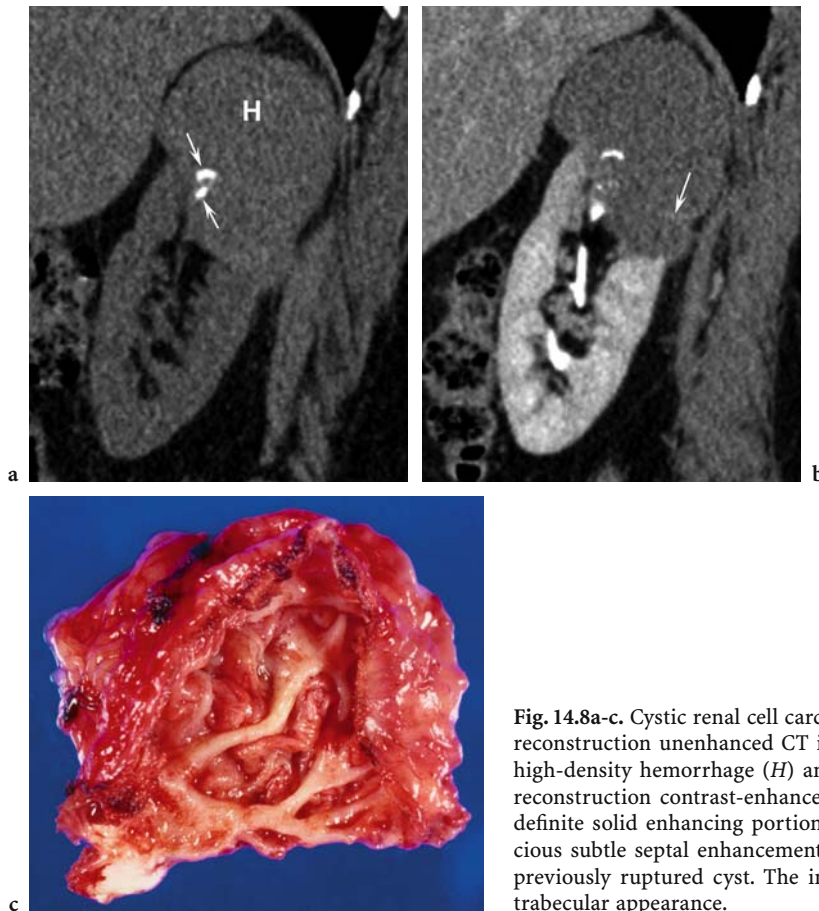 H
a
b
c
Fig. 14.8a-c. Cystic renal cell carc
reconstruction unenhanced CT i
high-density hemorrhage (H) an
reconstruction contrast-enhance
definite solid enhancing portion
cious subtle septal enhancement
previously ruptured cyst. The in
trabecular appearance.